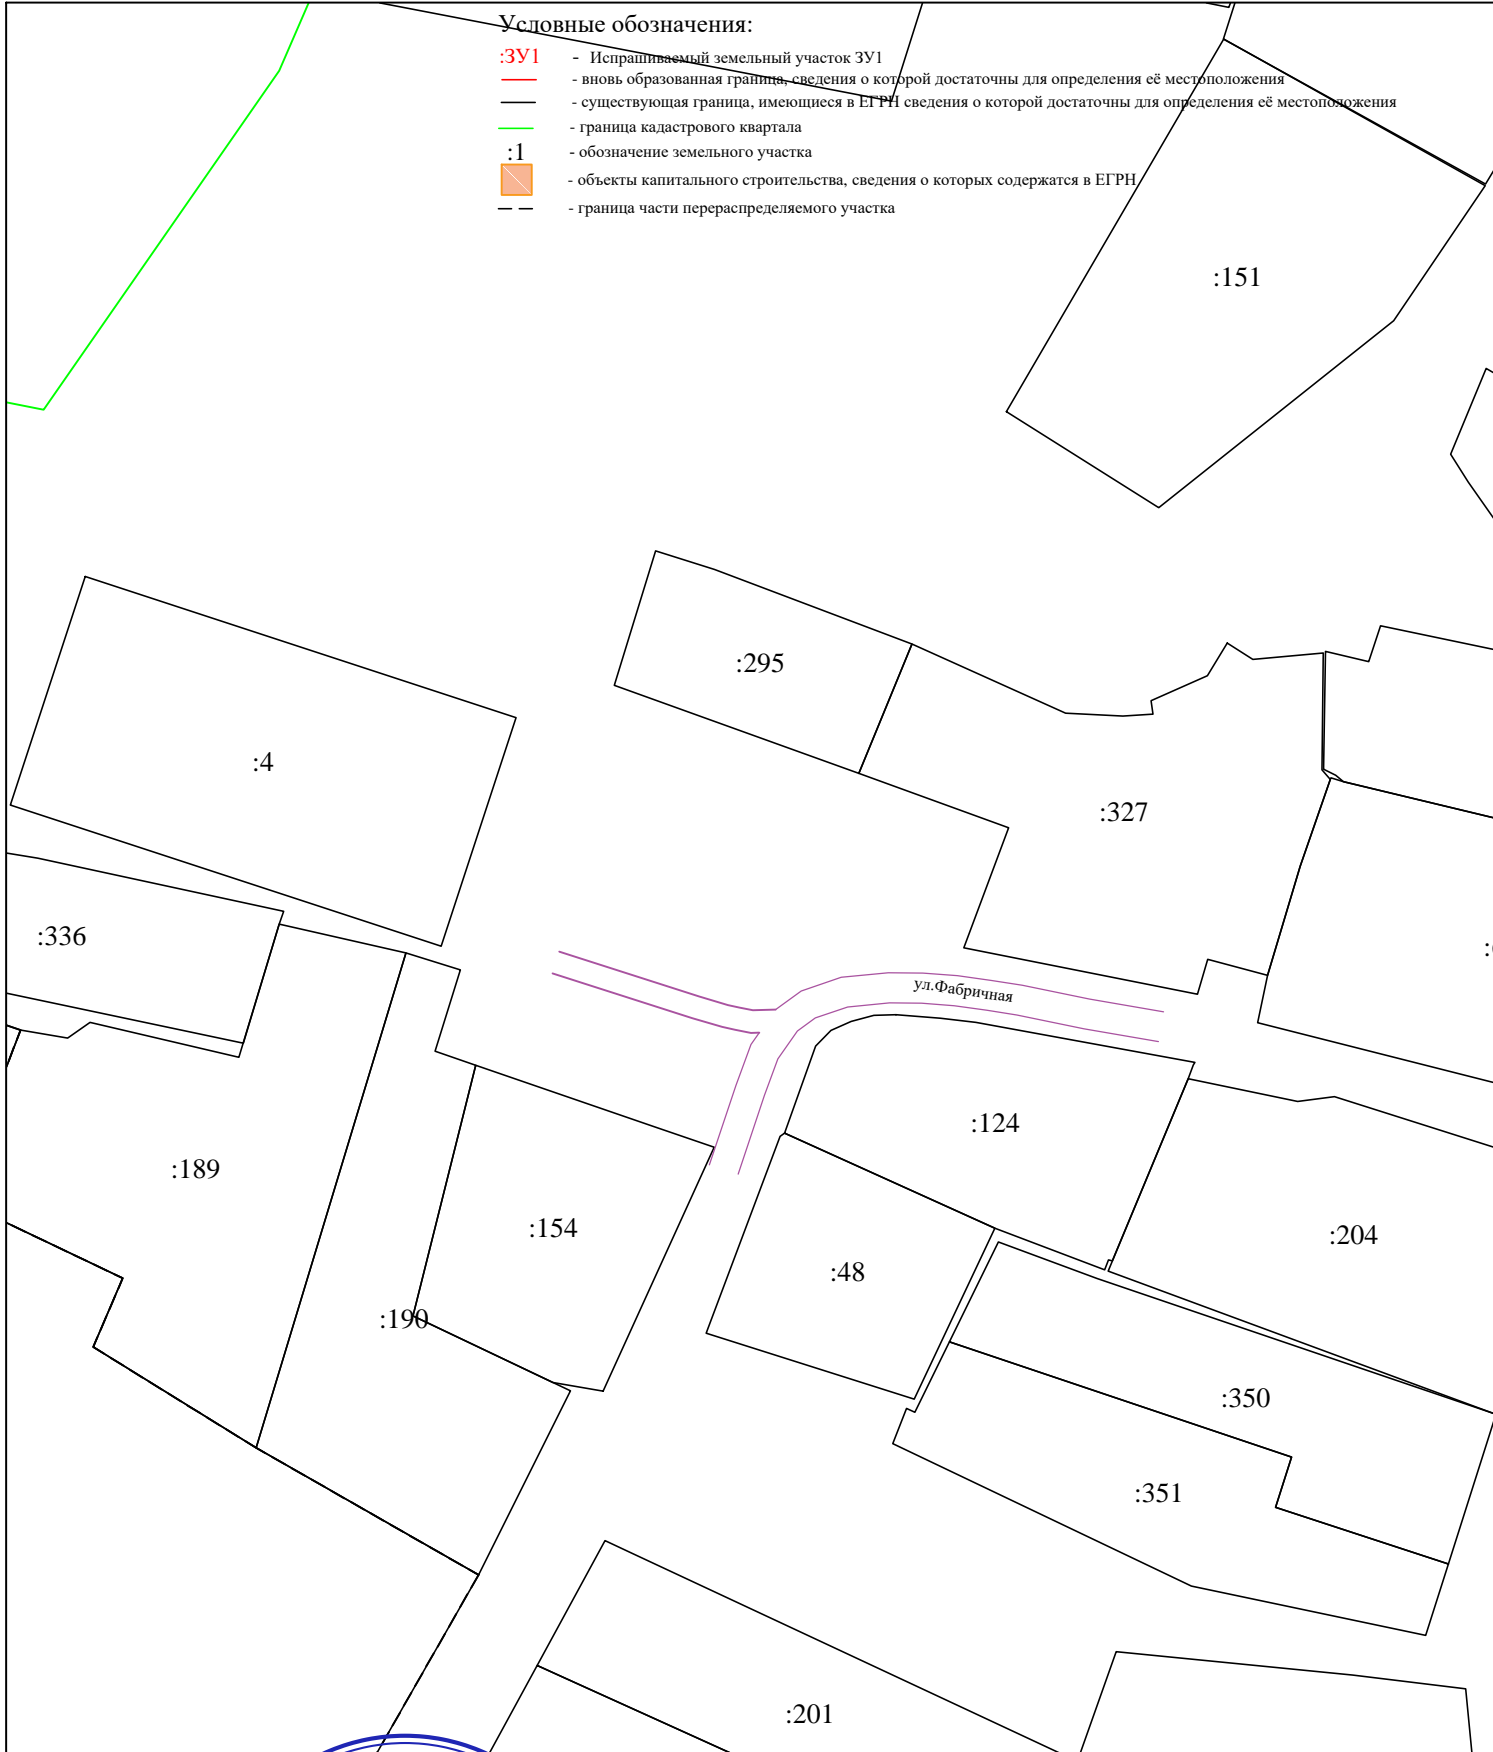 Условные обозначения:
:ЗУ1 - Испрашиваемый земельный участок ЗУ1
- вновь образованная граница, сведения о которой достаточны для определения её местоположения
- существующая граница, имеющиеся в ЕГРН сведения о которой достаточны для определения её местоположения
- граница кадастрового квартала
:1 - обозначение земельного участка
- объекты капитального строительства, сведения о которых содержатся в ЕГРН
- граница части перераспределяемого участка
:151
:295
:4
:327
:336
ул.Фабричная
:124
:189
:154
:204
:48
:190
:350
:351
:201